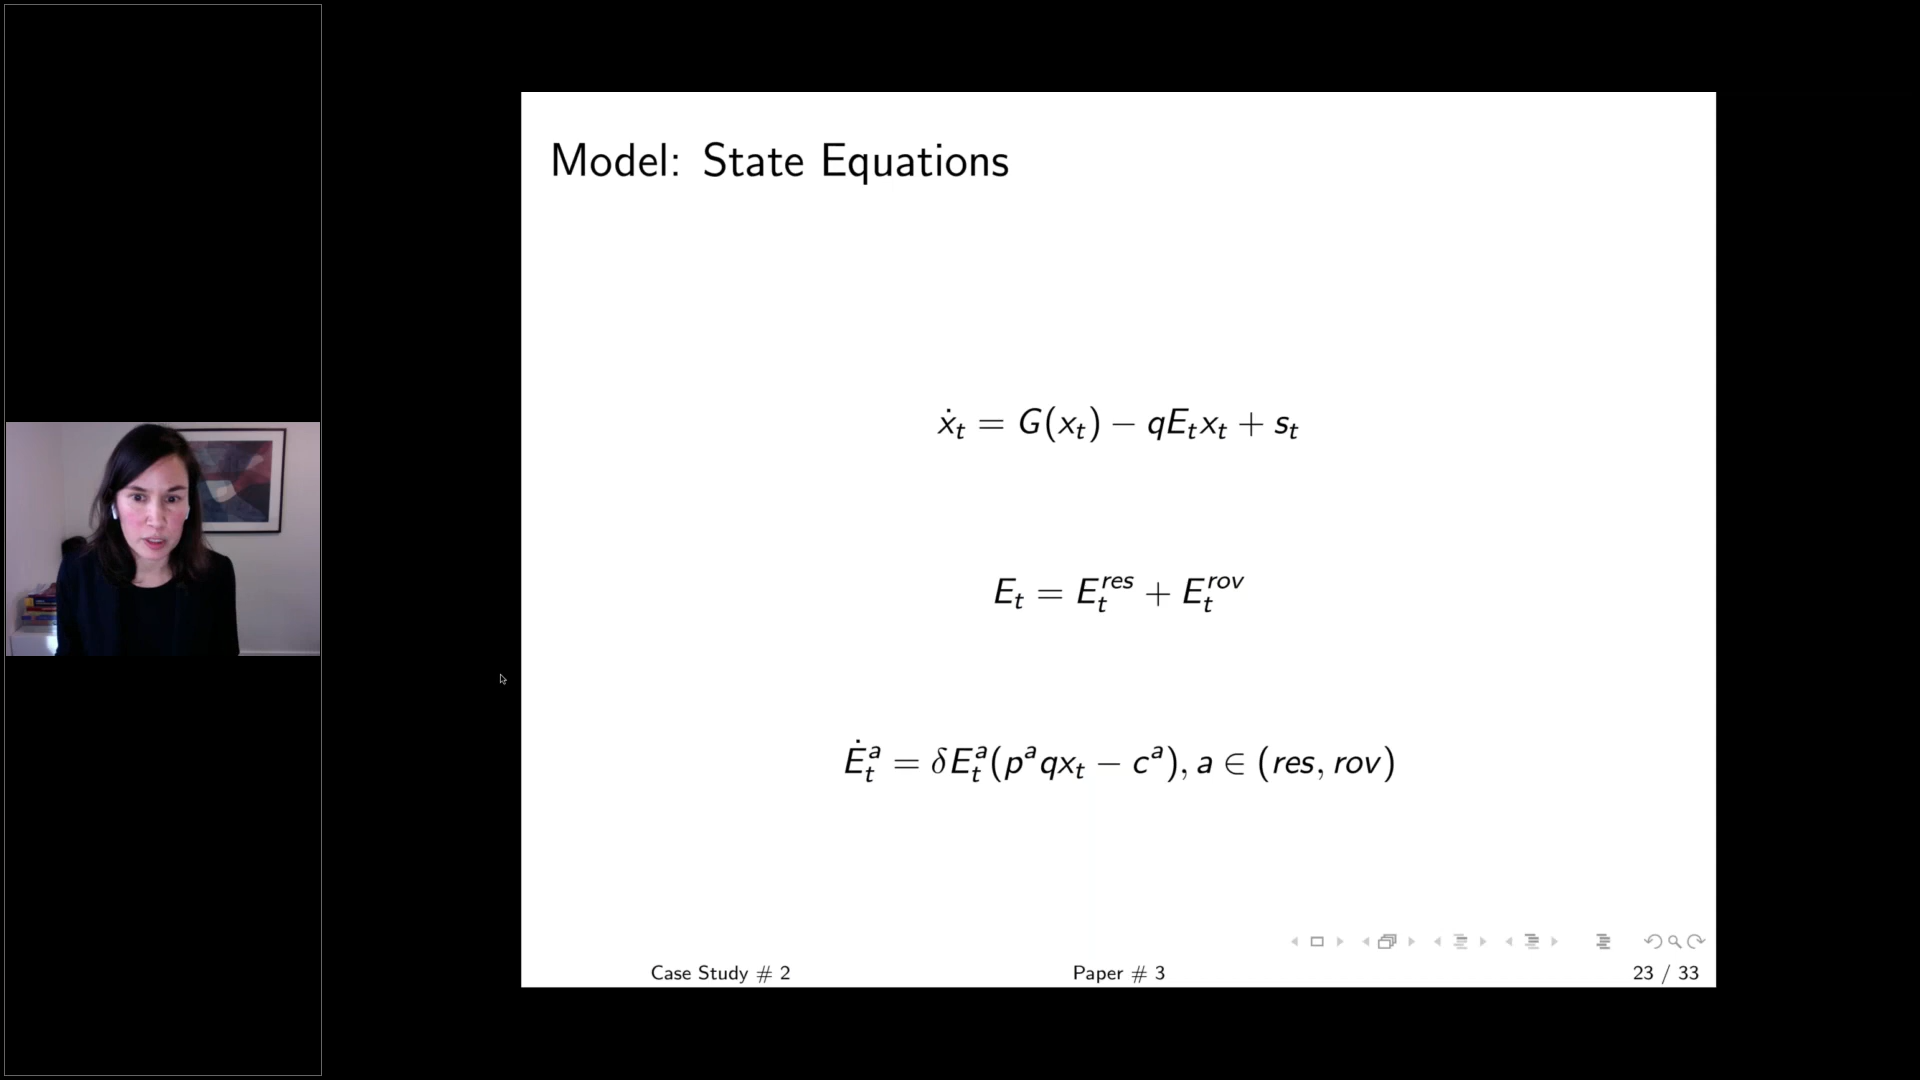 Model: State Equations
ẋ_t = G(x_t) − qE_t x_t + s_t
E_t = E_t^{res} + E_t^{rov}
Ė_t^a = δE_t^a(p^a qx_t − c^a), a ∈ (res, rov)
Case Study # 2 Paper # 3 23 / 33